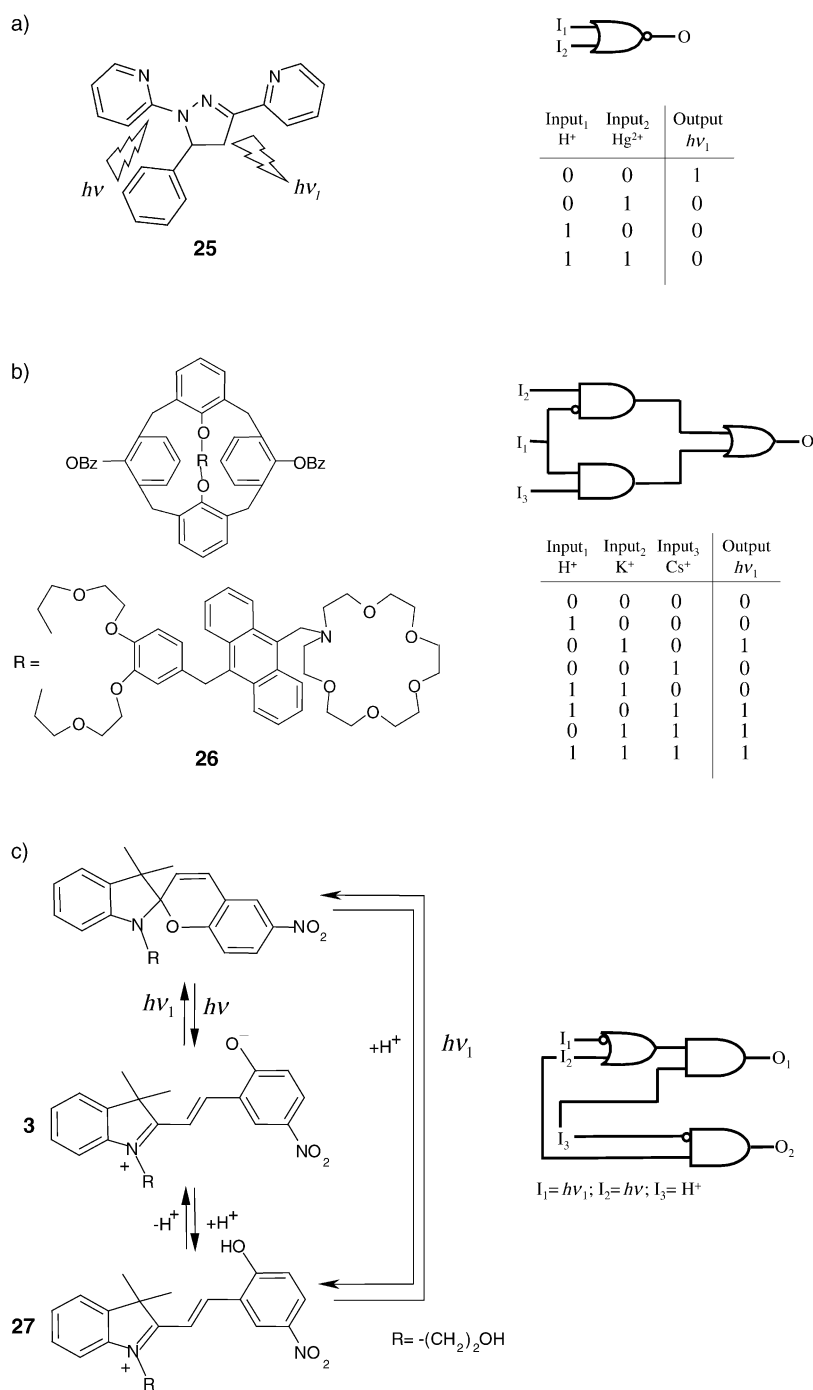 a)
I₁
I₂
O
N
N
N
N
hν
hν₁
25
Input₁ Input₂ Output
H⁺ Hg²⁺ hν₁
0 0 1
0 1 0
1 0 0
1 1 0
b)
O
R
O
OBz
OBz
I₂
I₁
I₃
O
Input₁ Input₂ Input₃ Output
H⁺ K⁺ Cs⁺ hν₁
0 0 0 0
1 0 0 0
0 1 0 1
0 0 1 0
1 1 0 0
1 0 1 1
0 1 1 1
1 1 1 1
R =
O
O
O
O
N
O
O
O
O
O
26
c)
N
O
R
NO₂
hν₁ hν
+H⁺
hν₁
O⁻
3
N
+
R
NO₂
-H⁺ +H⁺
HO
27
N
+
R
NO₂
R= -(CH₂)₂OH
I₁
I₂
O₁
I₃
O₂
I₁= hν₁; I₂= hν; I₃= H⁺